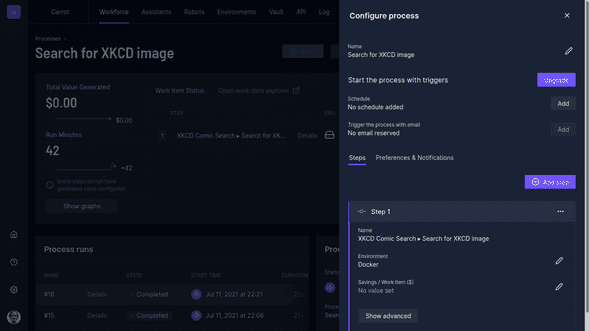 Carrot
Workforce
Assistants
Robots
Environments
Vault
API
Log
Processes
Search for XKCD image
Total Value Generated
$0.00
$0.00
Run Minutes
42
+42
Some steps do not have
generated value configured.
Show graphs
Work Item Status
Open work data explorer
STEP
1
XKCD Comic Search ▸ Search for XK...
Details
Process runs
NAME
STATE
START TIME
DURATION
#16
Details
Completed
Jul 11, 2021 at 22:21
#15
Details
Completed
Jul 11, 2021 at 22:06
Configure process
Name
Search for XKCD image
Start the process with triggers
Upgrade
Schedule
No schedule added
Add
Trigger the process with email
No email reserved
Add
Steps
Preferences & Notifications
Add step
Step 1
Name
XKCD Comic Search ▸ Search for XKCD image
Environment
Docker
Savings / Work item ($)
No value set
Show advanced